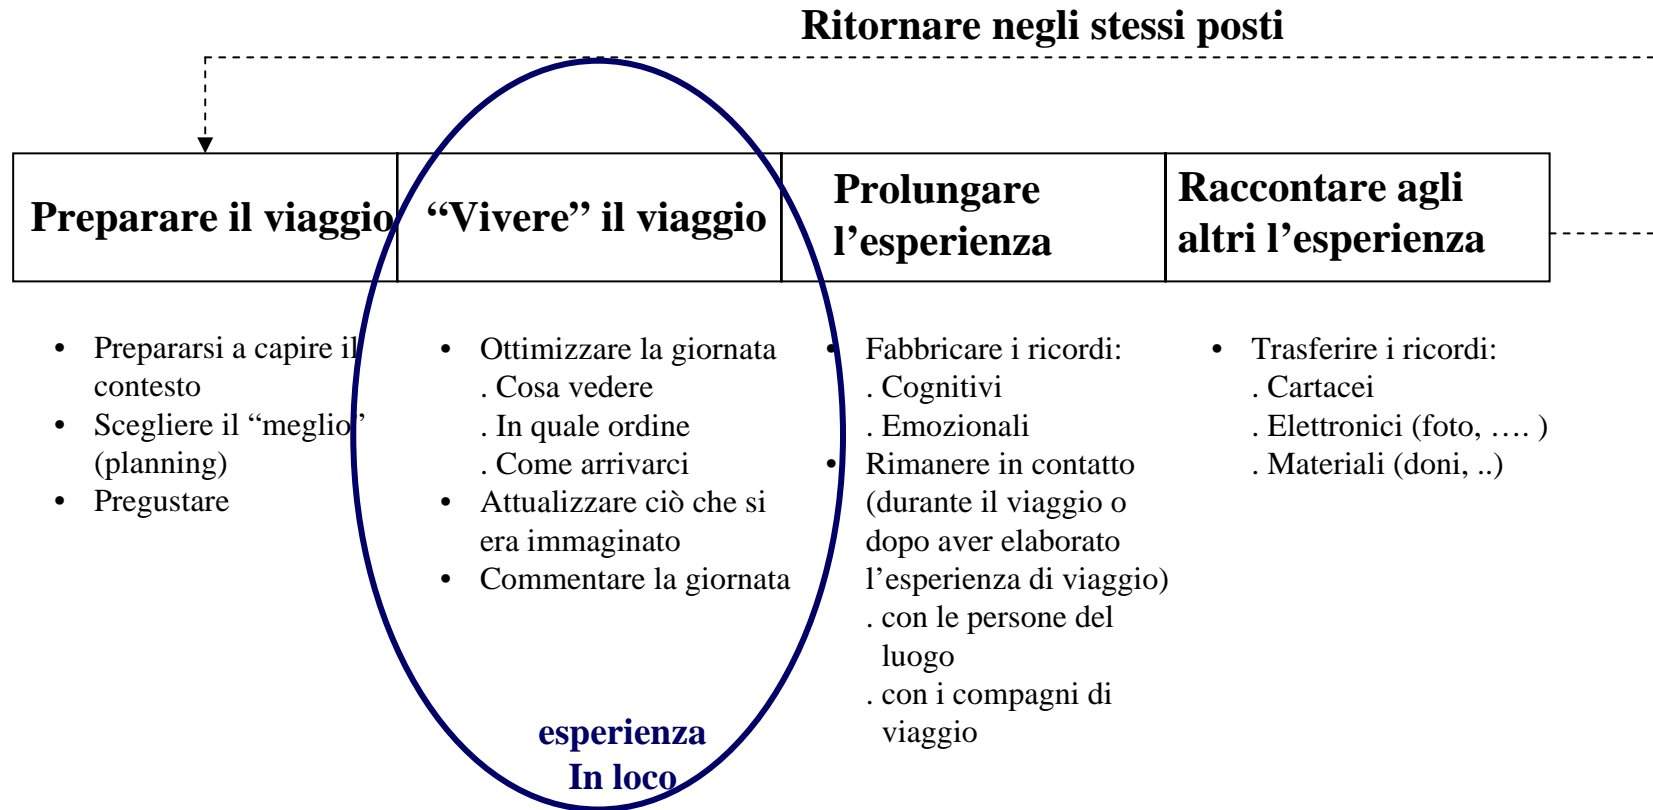 Ritornare negli stessi posti
Preparare il viaggio
“Vivere” il viaggio
Prolungare
l’esperienza
Raccontare agli
altri l’esperienza
• Prepararsi a capire il
contesto
• Scegliere il “meglio”
(planning)
• Pregustare
• Ottimizzare la giornata
. Cosa vedere
. In quale ordine
. Come arrivarci
• Attualizzare ciò che si
era immaginato
• Commentare la giornata
esperienza
In loco
• Fabbricare i ricordi:
. Cognitivi
. Emozionali
• Rimanere in contatto
(durante il viaggio o
dopo aver elaborato
l’esperienza di viaggio)
. con le persone del
luogo
. con i compagni di
viaggio
• Trasferire i ricordi:
. Cartacei
. Elettronici (foto, …. )
. Materiali (doni, ..)